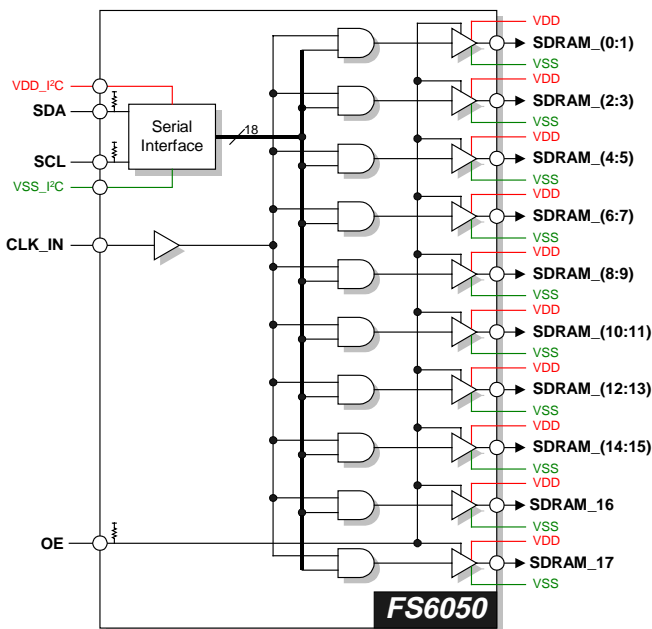 VDD
SDRAM_(0:1)
VSS
VDD
SDRAM_(2:3)
VSS
VDD
SDRAM_(4:5)
VSS
VDD
SDRAM_(6:7)
VSS
VDD
SDRAM_(8:9)
VSS
VDD
SDRAM_(10:11)
VSS
VDD
SDRAM_(12:13)
VSS
VDD
SDRAM_(14:15)
VSS
VDD
SDRAM_16
VSS
VDD
SDRAM_17
VSS
VDD_I²C
SDA
SCL
VSS_I²C
Serial
Interface
18
CLK_IN
OE
FS6050